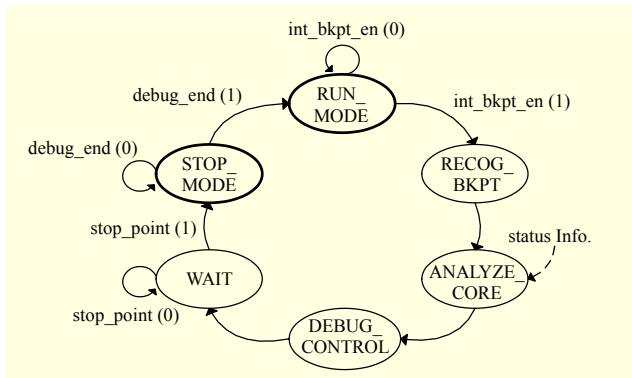 int_bkpt_en (0)
debug_end (1)
RUN_
MODE
int_bkpt_en (1)
debug_end (0)
STOP_
MODE
RECOG_
BKPT
stop_point (1)
status Info.
WAIT
ANALYZE_
CORE
stop_point (0)
DEBUG_
CONTROL